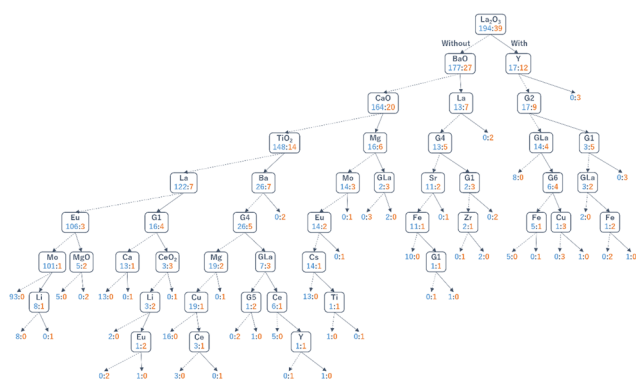 La₂O₃
194:39
Without
With
BaO
177:27
Y
17:12
CaO
164:20
La
13:7
G2
17:9
0:3
TiO₂
148:14
Mg
16:6
G4
13:5
0:2
GLa
14:4
G1
3:5
La
122:7
Ba
26:7
Mo
14:3
GLa
2:3
Sr
11:2
G1
2:3
8:0
G6
6:4
GLa
3:2
0:3
Eu
106:3
G1
16:4
G4
26:5
0:2
Eu
14:2
0:1
0:3
2:0
Fe
11:1
0:1
Zr
2:1
0:2
Fe
5:1
Cu
1:3
2:0
Fe
1:2
Mo
101:1
MgO
5:2
Ca
13:1
CeO₂
3:3
Mg
19:2
GLa
7:3
Cs
14:1
0:1
10:0
G1
1:1
0:1
2:0
5:0
0:1
0:3
1:0
0:2
1:0
93:0
Li
8:1
5:0
0:2
13:0
0:1
Li
3:2
0:1
Cu
19:1
0:1
G5
1:2
Ce
6:1
13:0
Ti
1:1
0:1
1:0
8:0
0:1
2:0
Eu
1:2
16:0
Ce
3:1
0:2
1:0
5:0
Y
1:1
1:0
0:1
0:2
1:0
3:0
0:1
0:1
1:0